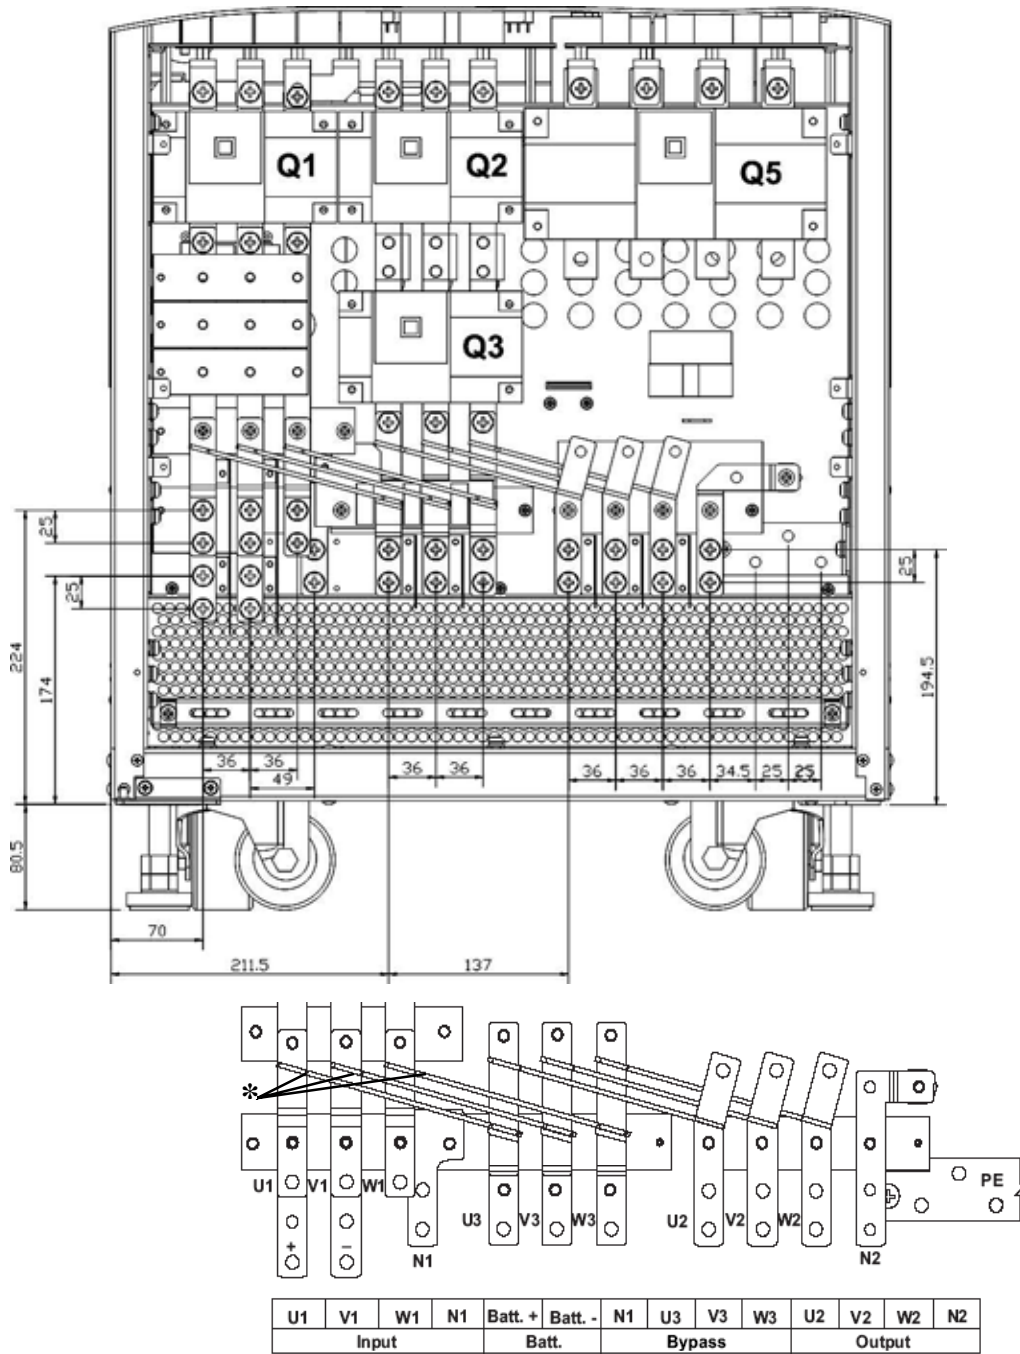 Q1
Q2
Q5
Q3
25
25
25
224
174
194.5
36
36
49
36
36
36
36
36
34.5
25
25
80.5
70
211.5
137
*
U1
V1
W1
U3
V3
W3
U2
V2
W2
PE
+
−
N1
N2
U1 V1 W1 N1 Batt. + Batt. - N1 U3 V3 W3 U2 V2 W2 N2
Input Batt. Bypass Output